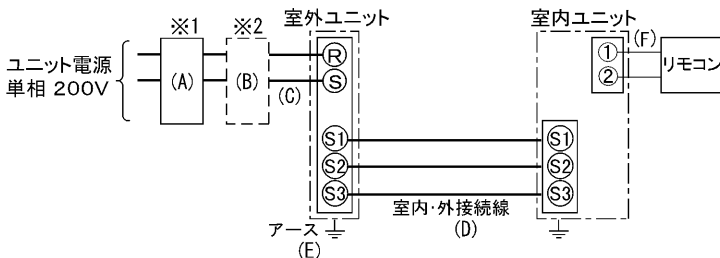 ※1
※2
室外ユニット
室内ユニット
ユニット電源
単相 200V
(A)
(B)
(C)
R
S
①
②
(F)
リモコン
S1
S2
S3
S1
S2
S3
室内・外接続線
(D)
アース
(E)